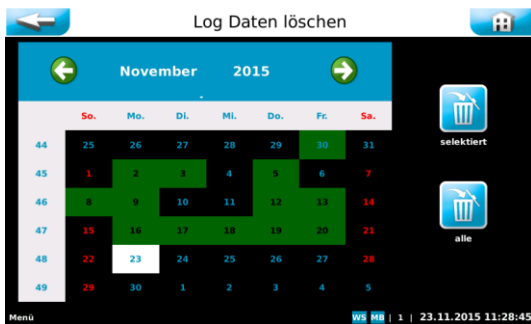 Log Daten löschen
November 2015
So. Mo. Di. Mi. Do. Fr. Sa.
44 25 26 27 28 29 30 31
45 1 2 3 4 5 6 7
46 8 9 10 11 12 13 14
47 15 16 17 18 19 20 21
48 22 23 24 25 26 27 28
49 29 30 1 2 3 4 5
selektiert
alle
Menü WS MB | 1 | 23.11.2015 11:28:45